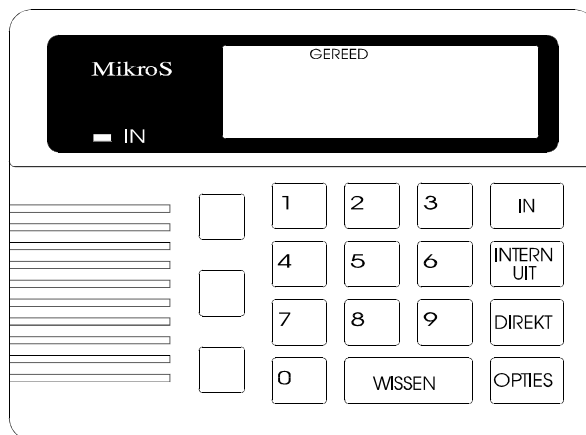 GEREED
MikroS
IN
1 2 3 IN
4 5 6 INTERN
UIT
7 8 9 DIREKT
0 WISSEN OPTIES